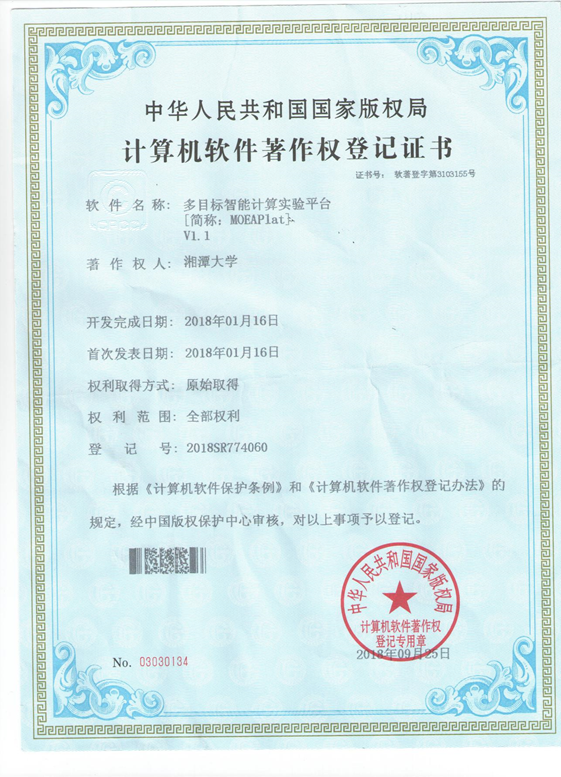 中华人民共和国国家版权局
计算机软件著作权登记证书
证书号： 软著登字第3103155号
软件名称： 多目标智能计算实验平台
[简称：MOEAPlat]
V1.1
著作权人： 湘潭大学
开发完成日期： 2018年01月16日
首次发表日期： 2018年01月16日
权利取得方式： 原始取得
权利范围： 全部权利
登记号： 2018SR774060
根据《计算机软件保护条例》和《计算机软件著作权登记办法》的
规定，经中国版权保护中心审核，对以上事项予以登记。
中华人民共和国国家版权局
计算机软件著作权
登记专用章
2018年09月25日
No. 03030134